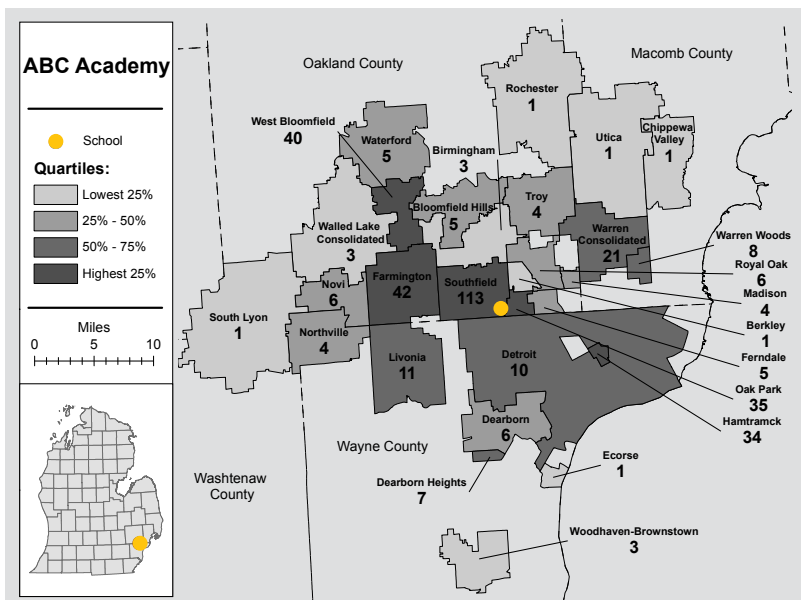 ABC Academy
School
Quartiles:
Lowest 25%
25% - 50%
50% - 75%
Highest 25%
Miles
0 5 10
Oakland County
Macomb County
Rochester
1
West Bloomfield
40
Waterford
5
Birmingham
3
Utica
1
Chippewa
Valley
1
Bloomfield Hills
5
Troy
4
Walled Lake
Consolidated
3
Warren
Consolidated
21
Warren Woods
8
Royal Oak
6
Farmington
42
Southfield
113
Novi
6
Madison
4
South Lyon
1
Northville
4
Berkley
1
Livonia
11
Detroit
10
Ferndale
5
Oak Park
35
Hamtramck
34
Dearborn
6
Wayne County
Ecorse
1
Washtenaw
County
Dearborn Heights
7
Woodhaven-Brownstown
3